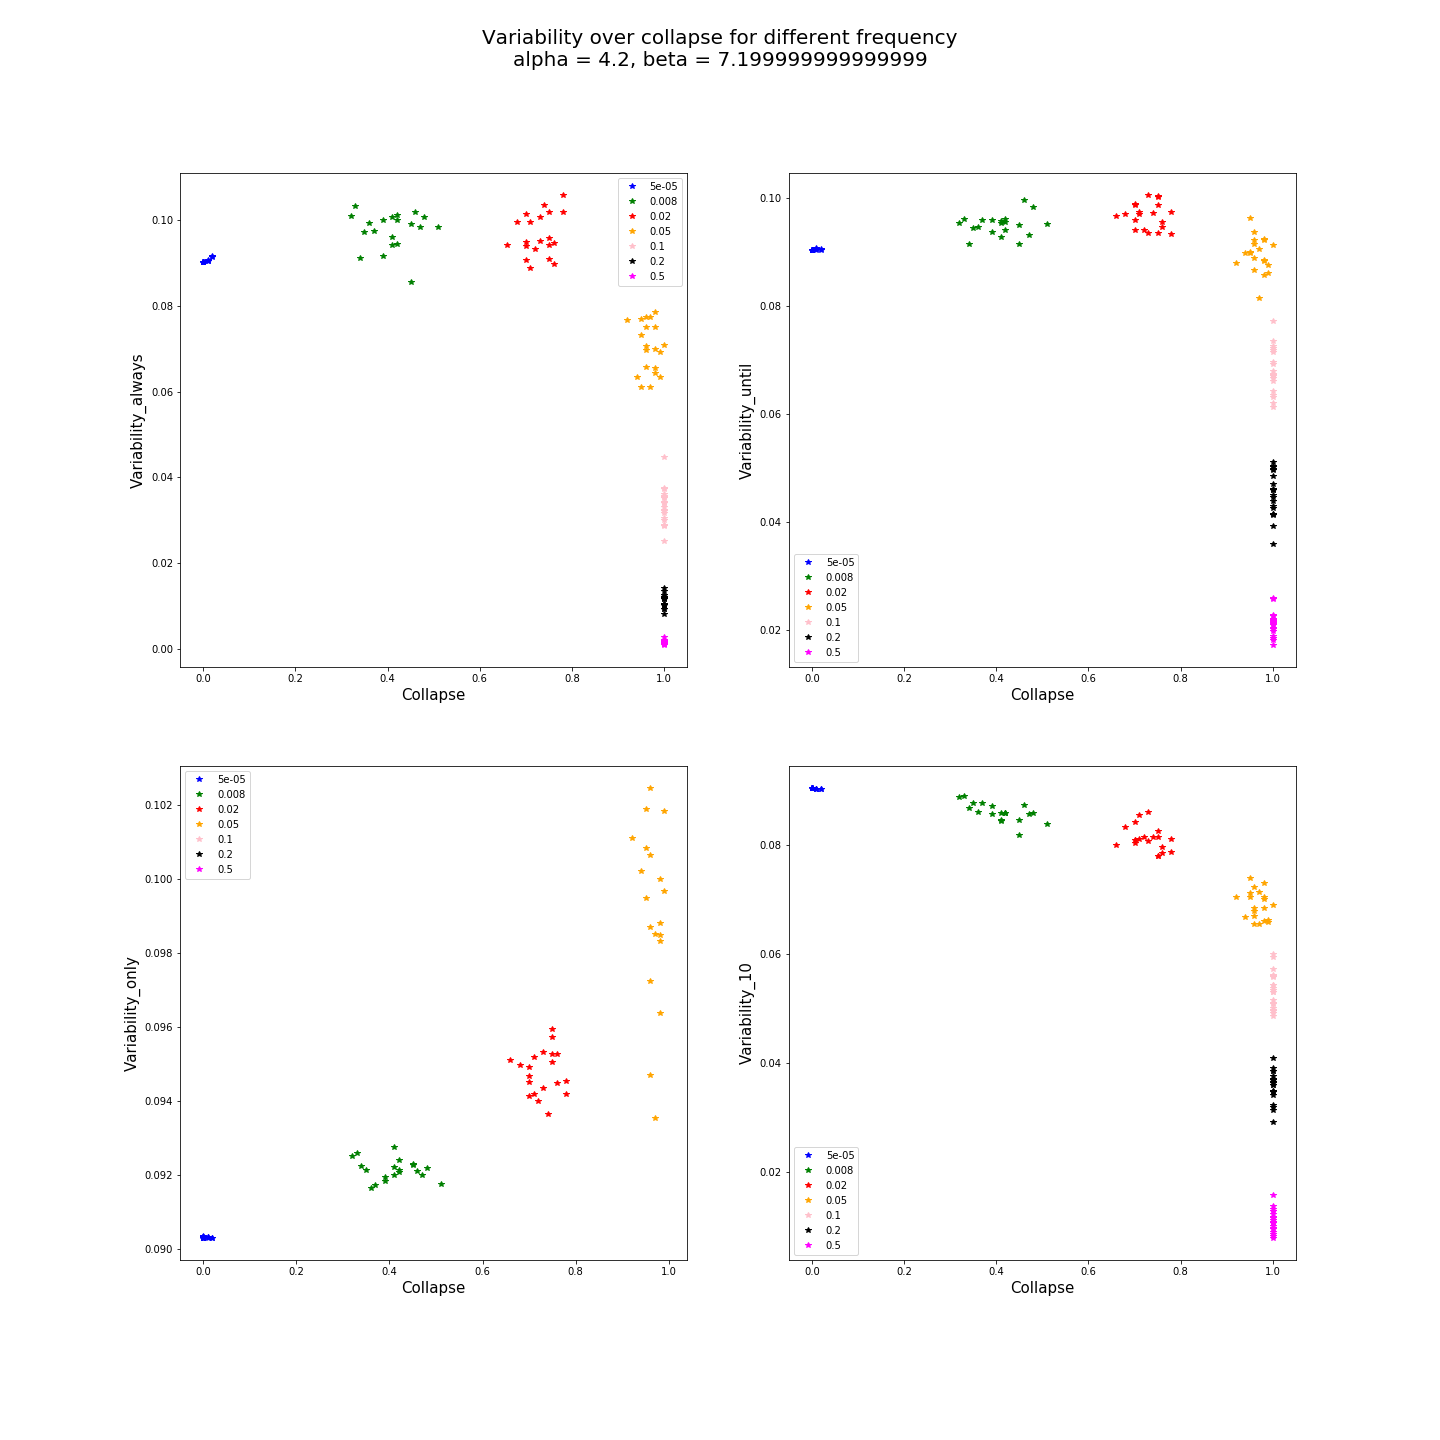 Variability over collapse for different frequency
alpha = 4.2, beta = 7.199999999999999
0.10
0.08
0.06
0.04
0.02
0.00
Variability_always
5e-05
0.008
0.02
0.05
0.1
0.2
0.5
0.0 0.2 0.4 0.6 0.8 1.0
Collapse
0.10
0.08
0.06
0.04
0.02
Variability_until
5e-05
0.008
0.02
0.05
0.1
0.2
0.5
0.0 0.2 0.4 0.6 0.8 1.0
Collapse
0.102
0.100
0.098
0.096
0.094
0.092
0.090
Variability_only
5e-05
0.008
0.02
0.05
0.1
0.2
0.5
0.0 0.2 0.4 0.6 0.8 1.0
Collapse
0.08
0.06
0.04
0.02
Variability_10
5e-05
0.008
0.02
0.05
0.1
0.2
0.5
0.0 0.2 0.4 0.6 0.8 1.0
Collapse